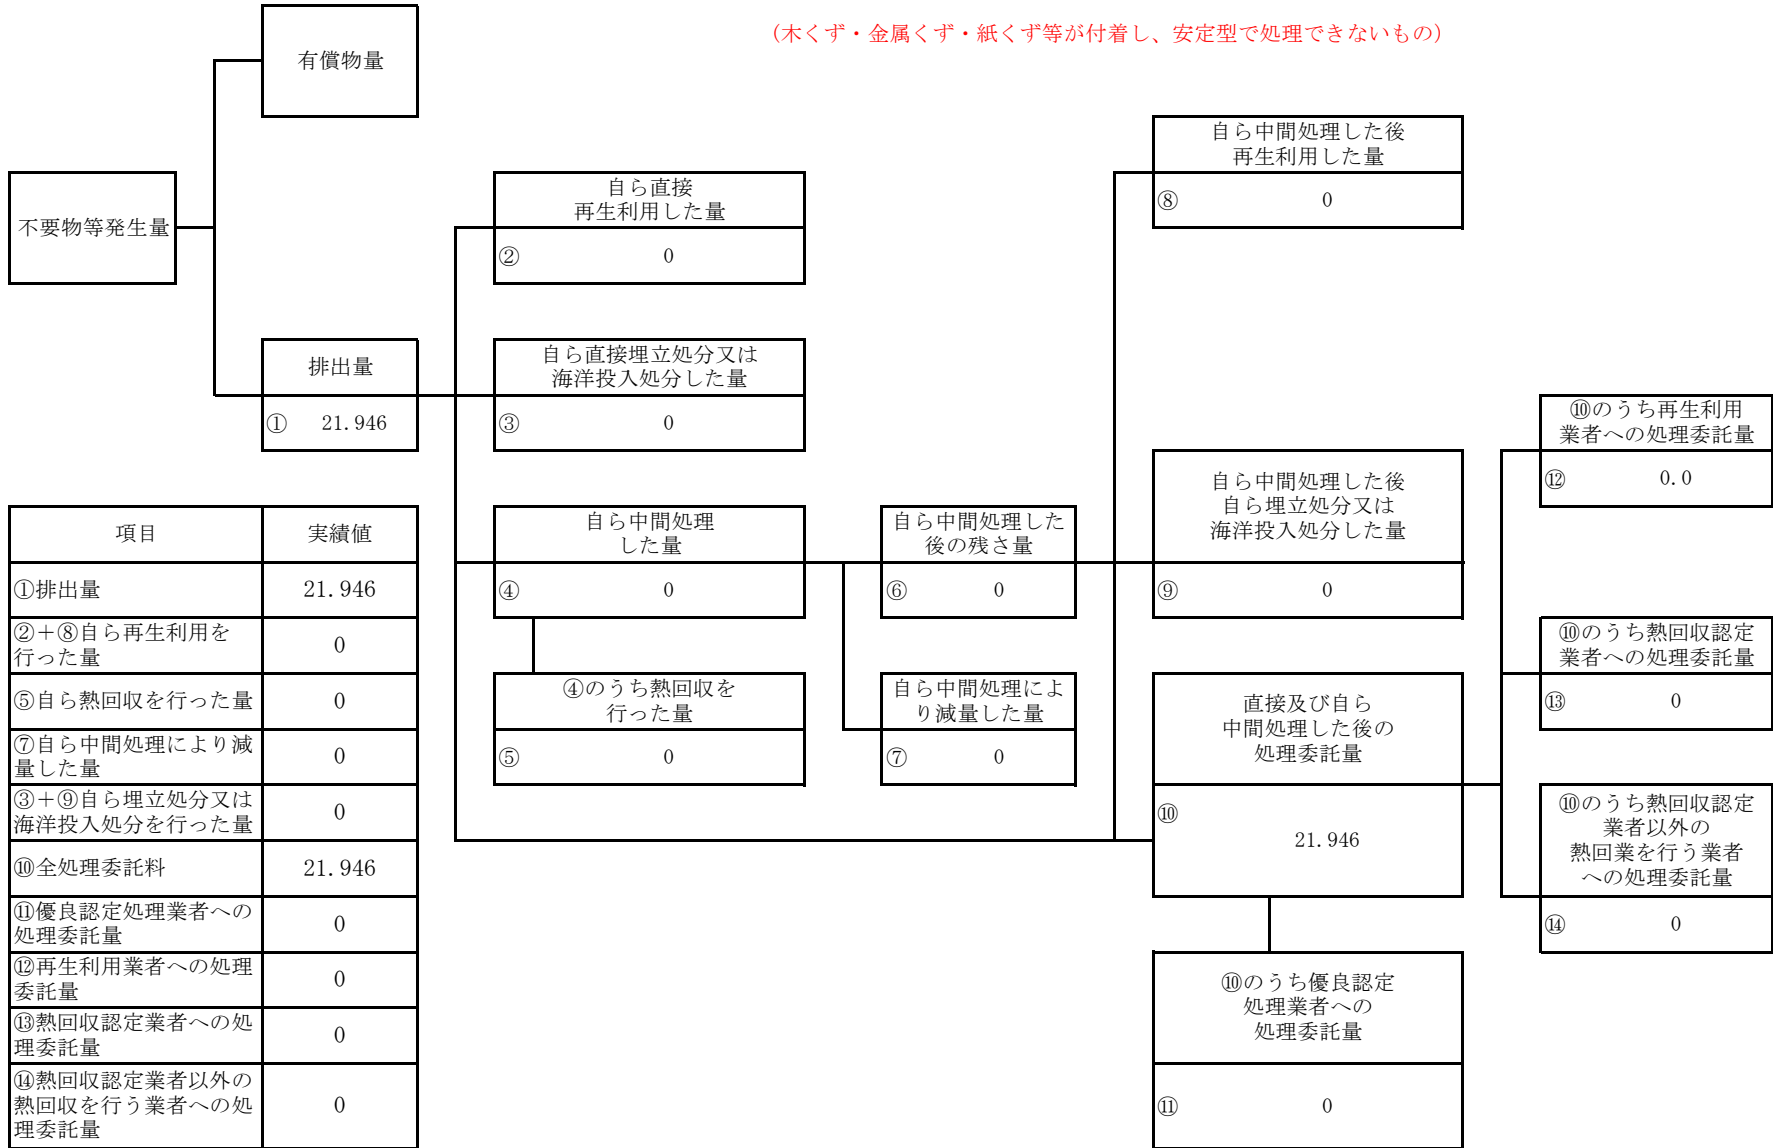 （木くず・金属くず・紙くず等が付着し、安定型で処理できないもの）
有償物量
不要物等発生量
排出量
① 21.946
自ら直接
再生利用した量
② 0
自ら直接埋立処分又は
海洋投入処分した量
③ 0
自ら中間処理
した量
④ 0
④のうち熱回収を
行った量
⑤ 0
自ら中間処理した
後の残さ量
⑥ 0
自ら中間処理によ
り減量した量
⑦ 0
自ら中間処理した後
再生利用した量
⑧ 0
自ら中間処理した後
自ら埋立処分又は
海洋投入処分した量
⑨ 0
直接及び自ら
中間処理した後の
処理委託量
⑩
21.946
⑩のうち優良認定
処理業者への
処理委託量
⑪ 0
⑩のうち再生利用
業者への処理委託量
⑫ 0.0
⑩のうち熱回収認定
業者への処理委託量
⑬ 0
⑩のうち熱回収認定
業者以外の
熱回業を行う業者
への処理委託量
⑭ 0
項目 実績値
①排出量 21.946
②＋⑧自ら再生利用を
行った量 0
⑤自ら熱回収を行った量 0
⑦自ら中間処理により減
量した量 0
③＋⑨自ら埋立処分又は
海洋投入処分を行った量 0
⑩全処理委託料 21.946
⑪優良認定処理業者への
処理委託量 0
⑫再生利用業者への処理
委託量 0
⑬熱回収認定業者への処
理委託量 0
⑭熱回収認定業者以外の
熱回収を行う業者への処
理委託量 0